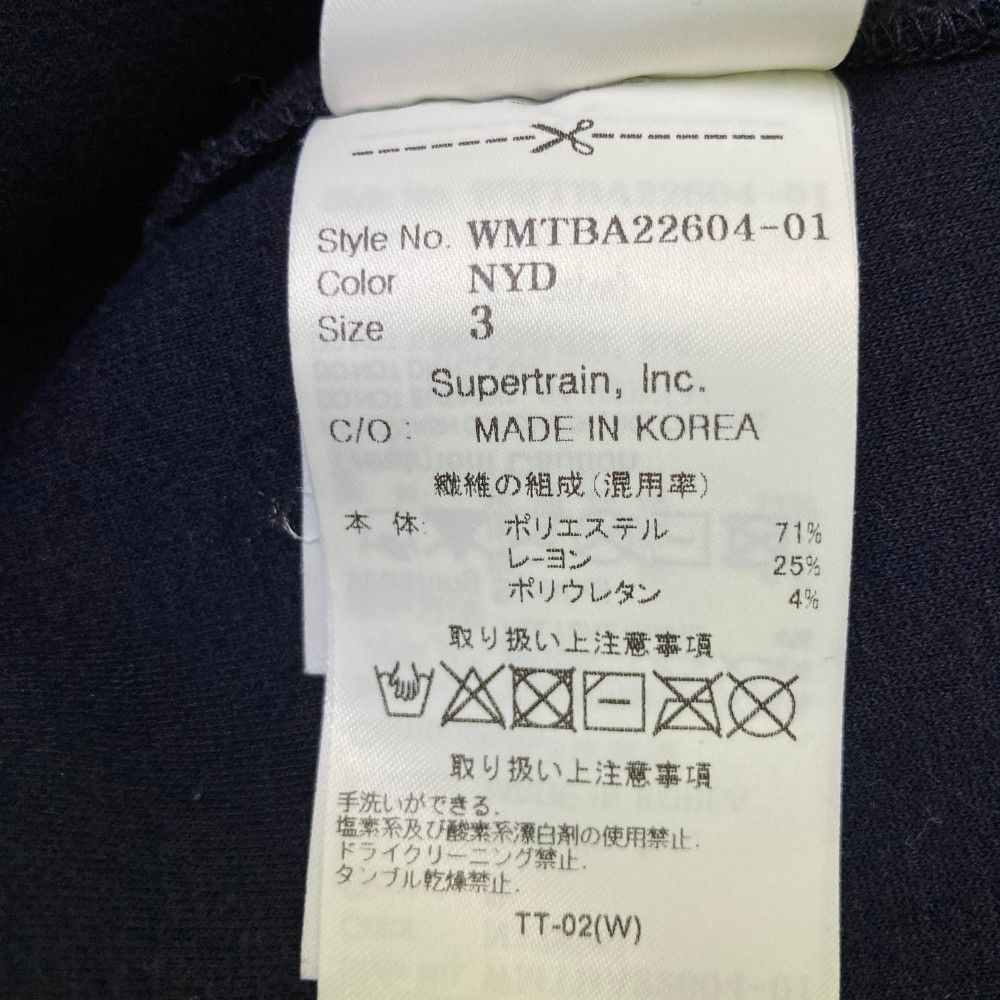 Style No. WMTBA22604-01
Color NYD
Size 3
Supertrain, Inc.
C/O : MADE IN KOREA
繊維の組成(混用率)
本体: ポリエステル 71%
レーヨン 25%
ポリウレタン 4%
取り扱い上注意事項
取り扱い上注意事項
手洗いができる.
塩素系及び酸素系漂白剤の使用禁止.
ドライクリーニング禁止.
タンブル乾燥禁止.
TT-02(W)